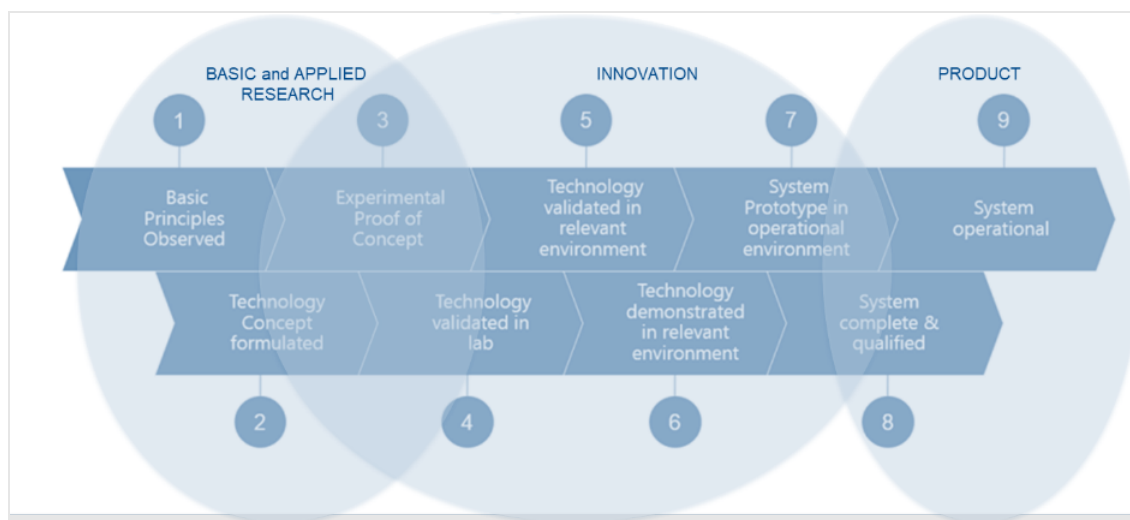 BASIC and APPLIED
RESEARCH
INNOVATION
PRODUCT
1
3
5
7
9
Basic
Principles
Observed
Experimental
Proof of
Concept
Technology
validated in
relevant
environment
System
Prototype in
operational
environment
System
operational
Technology
Concept
formulated
Technology
validated in
lab
Technology
demonstrated
in relevant
environment
System
complete &
qualified
2
4
6
8